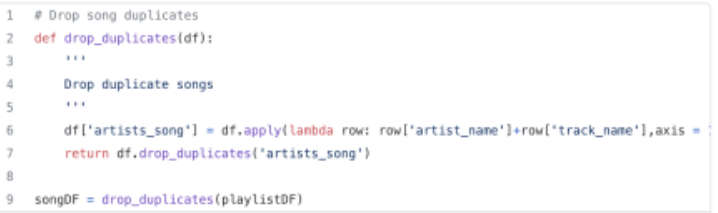 1 # Drop song duplicates
2 def drop_duplicates(df):
3     '''
4     Drop duplicate songs
5     '''
6     df['artists_song'] = df.apply(lambda row: row['artist_name']+row['track_name'],axis =
7     return df.drop_duplicates('artists_song')
8
9 songDF = drop_duplicates(playlistDF)